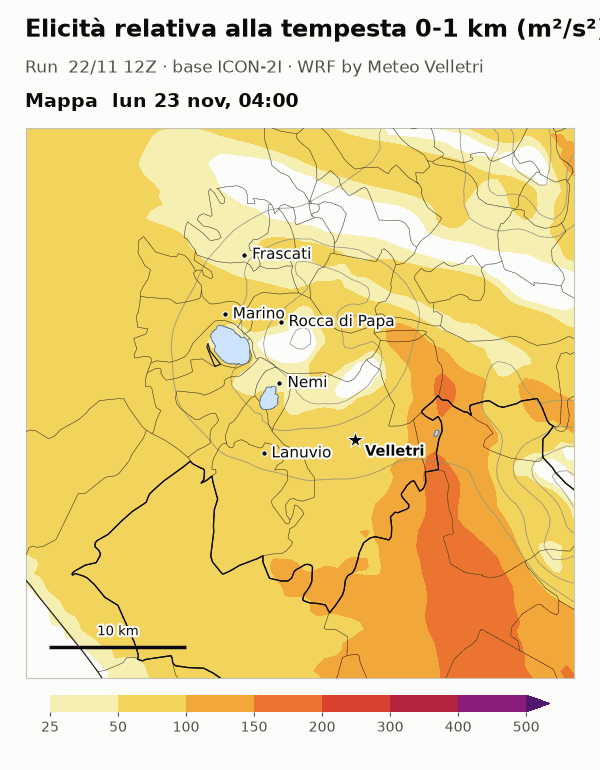 Elicità relativa alla tempesta 0-1 km (m²/s²)
Run 22/11 12Z · base ICON-2I · WRF by Meteo Velletri
Mappa lun 23 nov, 04:00
Frascati
Marino
Rocca di Papa
Nemi
Velletri
Lanuvio
10 km
25 50 100 150 200 300 400 500